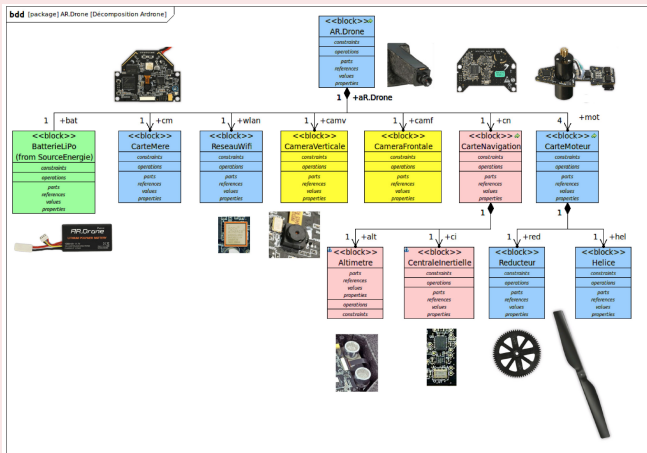 bdd [package] AR.Drone [Décomposition Ardrone]
<<block>>
AR.Drone
constraints
operations
parts
references
values
properties
1 +aR.Drone
1 +bat
1 +cm
1 +wlan
1 +camv
1 +camf
1 +cn
4 +mot
<<block>>
BatterieLiPo
(from SourceEnergie)
constraints
operations
parts
references
values
properties
<<block>>
CarteMere
constraints
operations
parts
references
values
properties
<<block>>
ReseauWifi
constraints
operations
parts
references
values
properties
<<block>>
CameraVerticale
constraints
operations
parts
references
values
properties
<<block>>
CameraFrontale
constraints
operations
parts
references
values
properties
<<block>>
CarteNavigation
constraints
operations
parts
references
values
properties
<<block>>
CarteMoteur
constraints
operations
parts
references
values
properties
1
1
AR.Drone
1 +alt
1 +ci
1 +red
1 +hel
<<block>>
Altimetre
parts
references
values
properties
operations
constraints
<<block>>
CentraleInertielle
constraints
operations
parts
references
values
properties
<<block>>
Reducteur
constraints
operations
parts
references
values
properties
<<block>>
Helice
constraints
operations
parts
references
values
properties